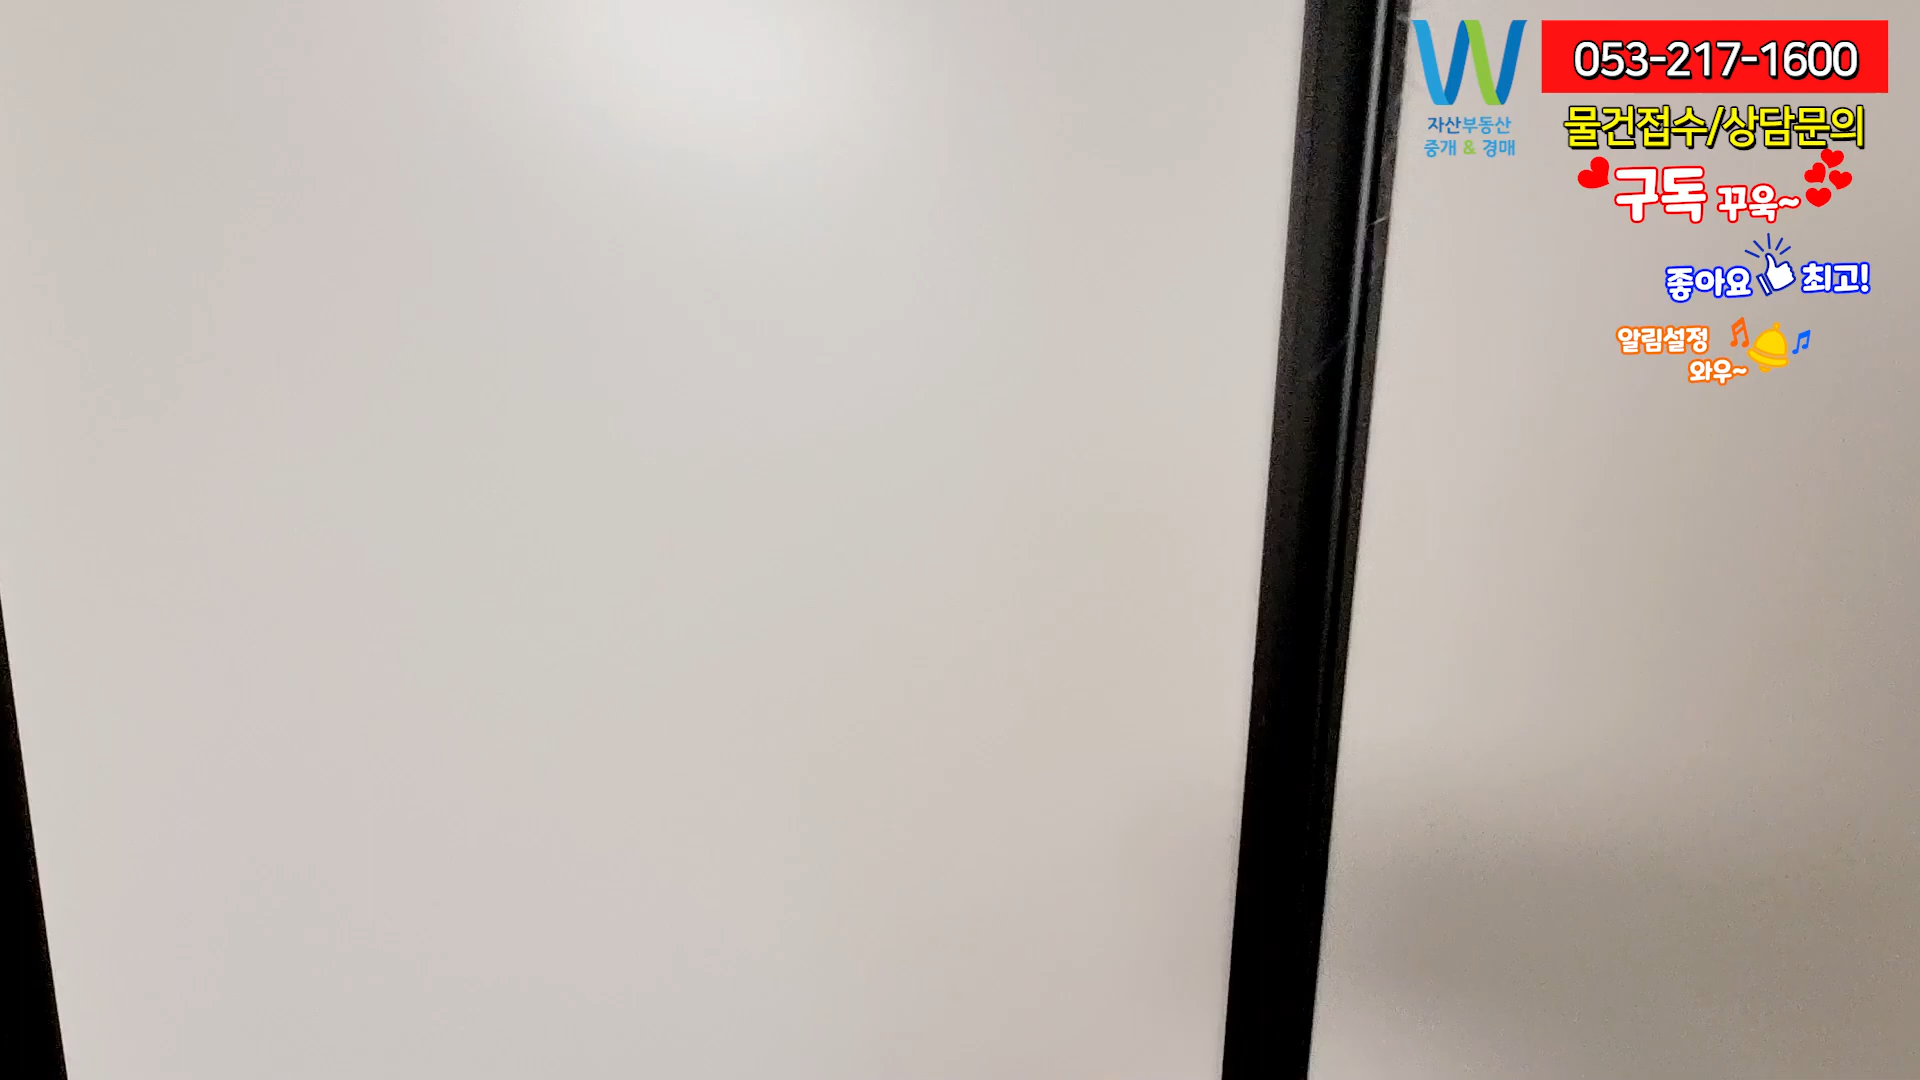 W
자산부동산
중개 & 경매
053-217-1600
물건접수/상담문의
구독 꾸욱~
좋아요 최고!
알림설정
와우~